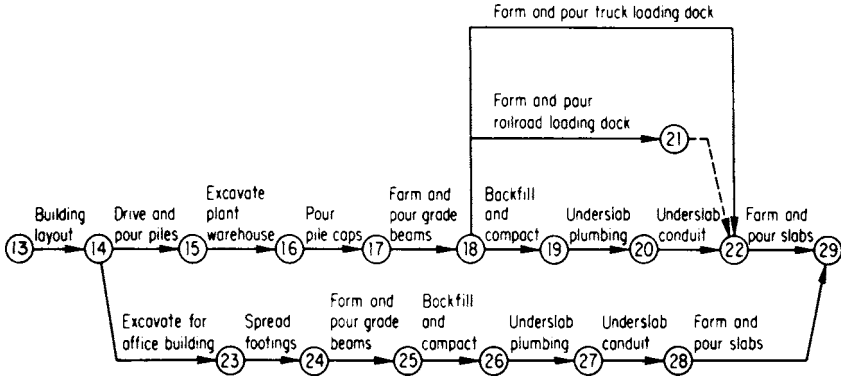 Form and pour truck loading dock
Form and pour
railroad loading dock
21
Building
layout
Drive and
pour piles
Excavate
plant
warehouse
Pour
pile caps
Form and
pour grade
beams
Backfill
and
compact
Underslab
plumbing
Underslab
conduit
Form and
pour slabs
13
14
15
16
17
18
19
20
22
29
Excavate for
office building
Spread
footings
Form and
pour grade
beams
Backfill
and
compact
Underslab
plumbing
Underslab
conduit
Form and
pour slabs
23
24
25
26
27
28